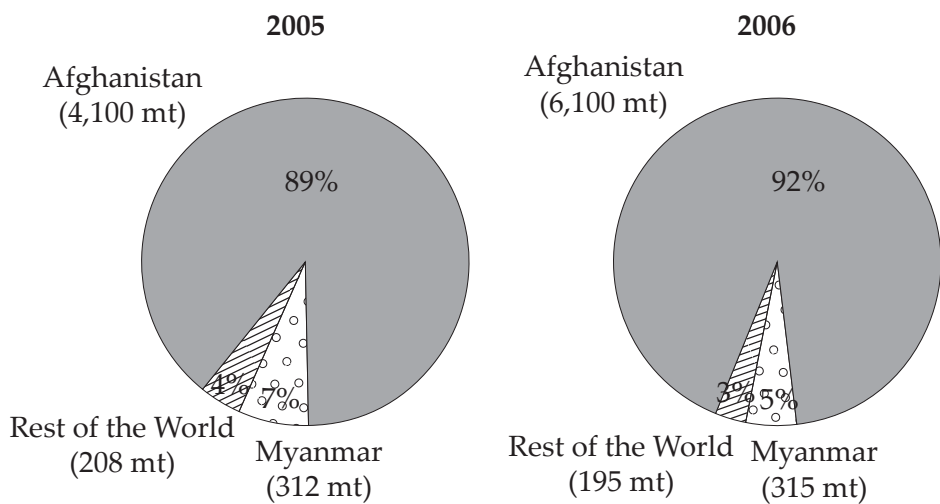 2005
Afghanistan
(4,100 mt)
89%
4%
7%
Rest of the World
(208 mt)
Myanmar
(312 mt)
2006
Afghanistan
(6,100 mt)
92%
3%
5%
Rest of the World
(195 mt)
Myanmar
(315 mt)